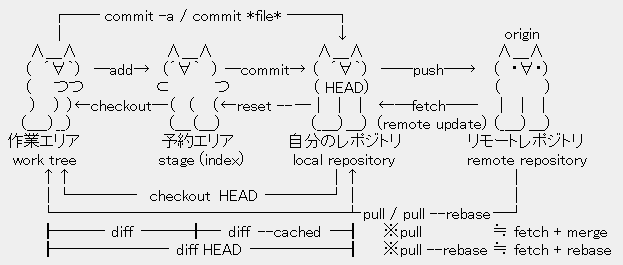 commit -a / commit *file*
origin
add commit push
HEAD
checkout reset fetch
(remote update)
作業エリア 予約エリア 自分のレポジトリ リモートレポジトリ
work tree stage (index) local repository remote repository
checkout HEAD
pull / pull --rebase
diff diff --cached ※pull ≒ fetch + merge
diff HEAD ※pull --rebase ≒ fetch + rebase